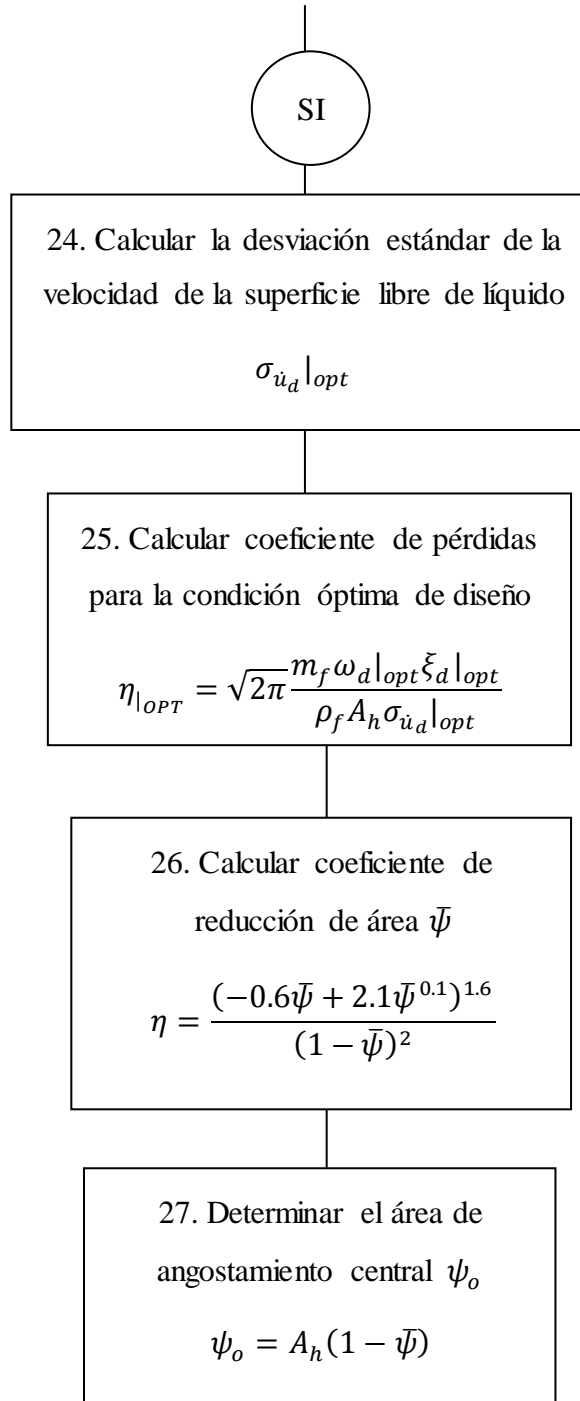 SI
24. Calcular la desviación estándar de la
velocidad de la superficie libre de líquido
σ_{u̇_d}|_{opt}
25. Calcular coeficiente de pérdidas
para la condición óptima de diseño
η_{|OPT} = √(2π) (m_f ω_d|_{opt} ξ_d|_{opt}) / (ρ_f A_h σ_{u̇_d}|_{opt})
26. Calcular coeficiente de
reducción de área ψ̄
η = (−0.6ψ̄ + 2.1ψ̄^{0.1})^{1.6} / (1 − ψ̄)^2
27. Determinar el área de
angostamiento central ψ_o
ψ_o = A_h(1 − ψ̄)